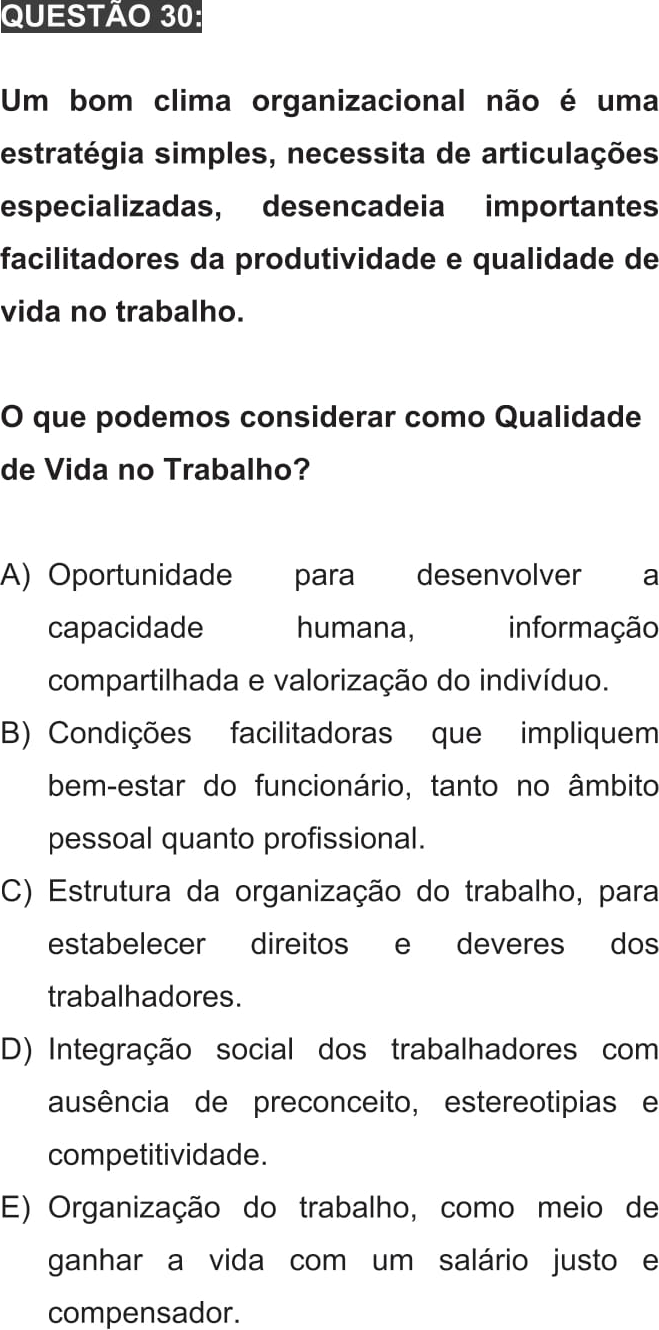 QUESTÃO 30:
Um bom clima organizacional não é uma
estratégia simples, necessita de articulações
especializadas, desencadeia importantes
facilitadores da produtividade e qualidade de
vida no trabalho.
O que podemos considerar como Qualidade
de Vida no Trabalho?
A) Oportunidade para desenvolver a
capacidade humana, informação
compartilhada e valorização do indivíduo.
B) Condições facilitadoras que impliquem
bem-estar do funcionário, tanto no âmbito
pessoal quanto profissional.
C) Estrutura da organização do trabalho, para
estabelecer direitos e deveres dos
trabalhadores.
D) Integração social dos trabalhadores com
ausência de preconceito, estereotipias e
competitividade.
E) Organização do trabalho, como meio de
ganhar a vida com um salário justo e
compensador.